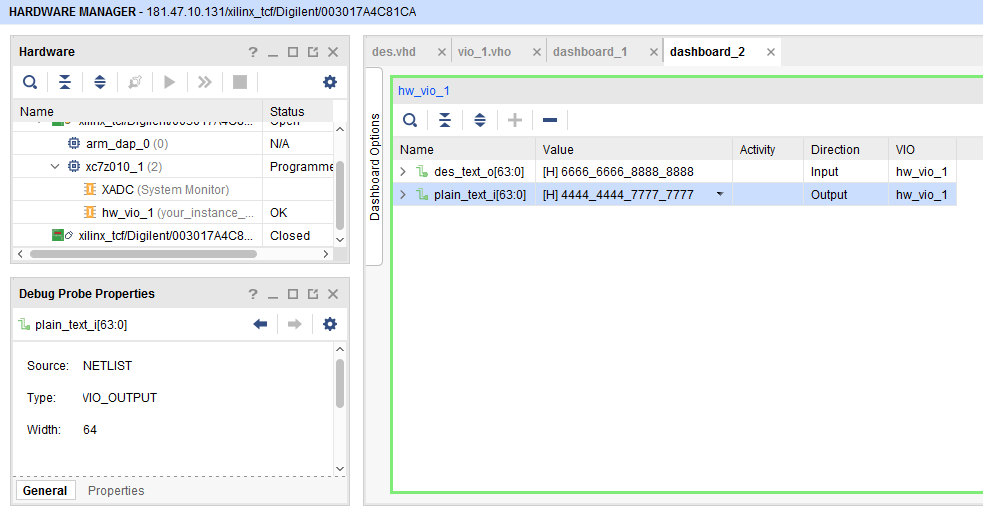 HARDWARE MANAGER - 181.47.10.131/xilinx_tcf/Digilent/003017A4C81CA
Hardware
Name Status
xilinx_tcf/Digilent/003017A4C8... Open
arm_dap_0 (0) N/A
xc7z010_1 (2) Programme
XADC (System Monitor)
hw_vio_1 (your_instance_... OK
xilinx_tcf/Digilent/003017A4C8... Closed
Debug Probe Properties
plain_text_i[63:0]
Source: NETLIST
Type: VIO_OUTPUT
Width: 64
General Properties
des.vhd vio_1.vho dashboard_1 dashboard_2
Dashboard Options
hw_vio_1
Name Value Activity Direction VIO
des_text_o[63:0] [H] 6666_6666_8888_8888 Input hw_vio_1
plain_text_i[63:0] [H] 4444_4444_7777_7777 Output hw_vio_1